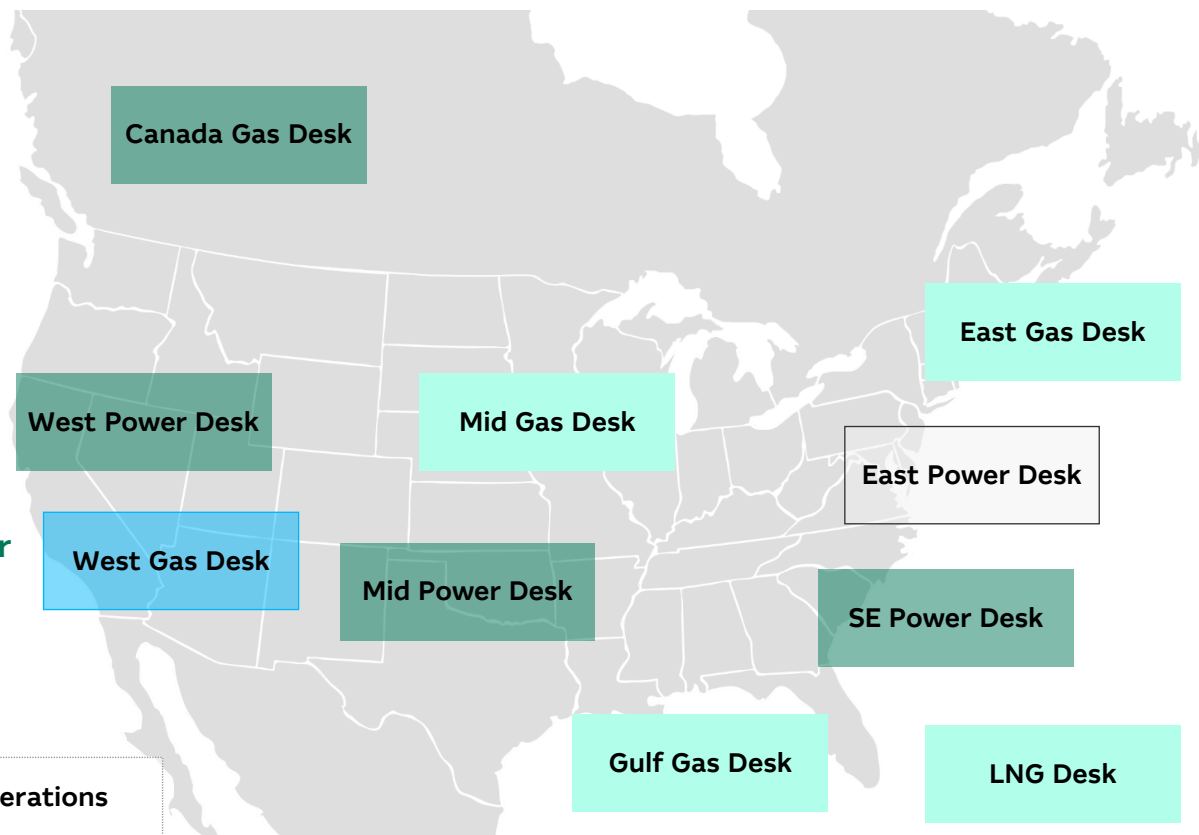 Canada Gas Desk
East Gas Desk
West Power Desk
Mid Gas Desk
East Power Desk
West Gas Desk
Mid Power Desk
SE Power Desk
Gulf Gas Desk
LNG Desk